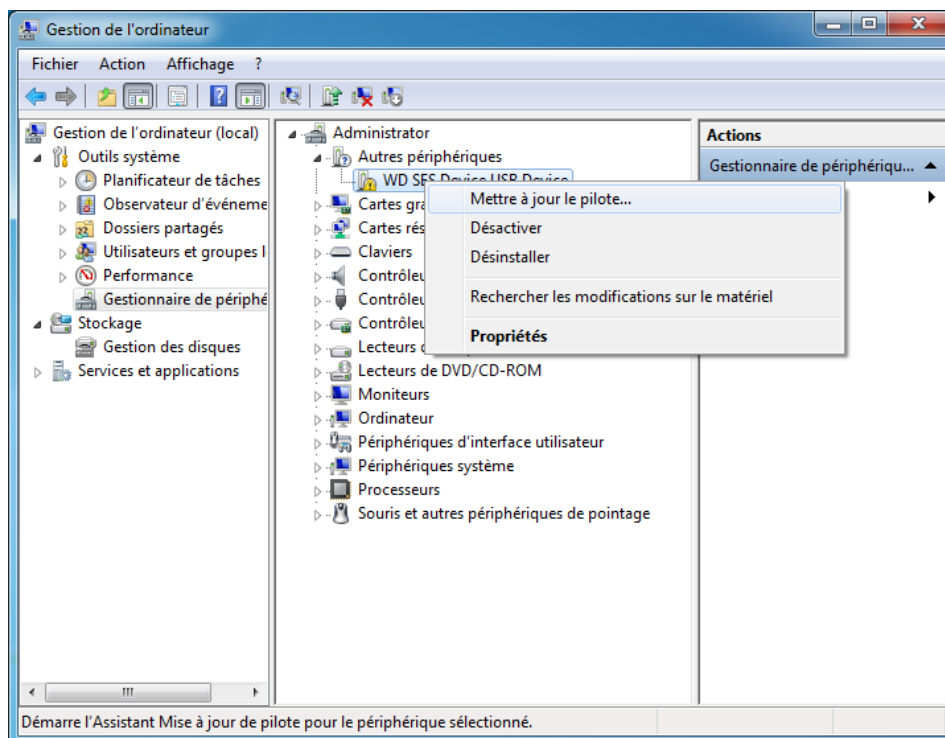 Gestion de l'ordinateur
Fichier Action Affichage ?
Gestion de l'ordinateur (local)
Outils système
Planificateur de tâches
Observateur d'événeme
Dossiers partagés
Utilisateurs et groupes l
Performance
Gestionnaire de périphé
Stockage
Gestion des disques
Services et applications
Administrator
Autres périphériques
WD SES Device USB Device
Cartes gra
Cartes rés
Claviers
Contrôleu
Contrôleu
Contrôleu
Lecteurs
Lecteurs de DVD/CD-ROM
Moniteurs
Ordinateur
Périphériques d'interface utilisateur
Périphériques système
Processeurs
Souris et autres périphériques de pointage
Mettre à jour le pilote...
Désactiver
Désinstaller
Rechercher les modifications sur le matériel
Propriétés
Actions
Gestionnaire de périphériqu...
Démarre l'Assistant Mise à jour de pilote pour le périphérique sélectionné.